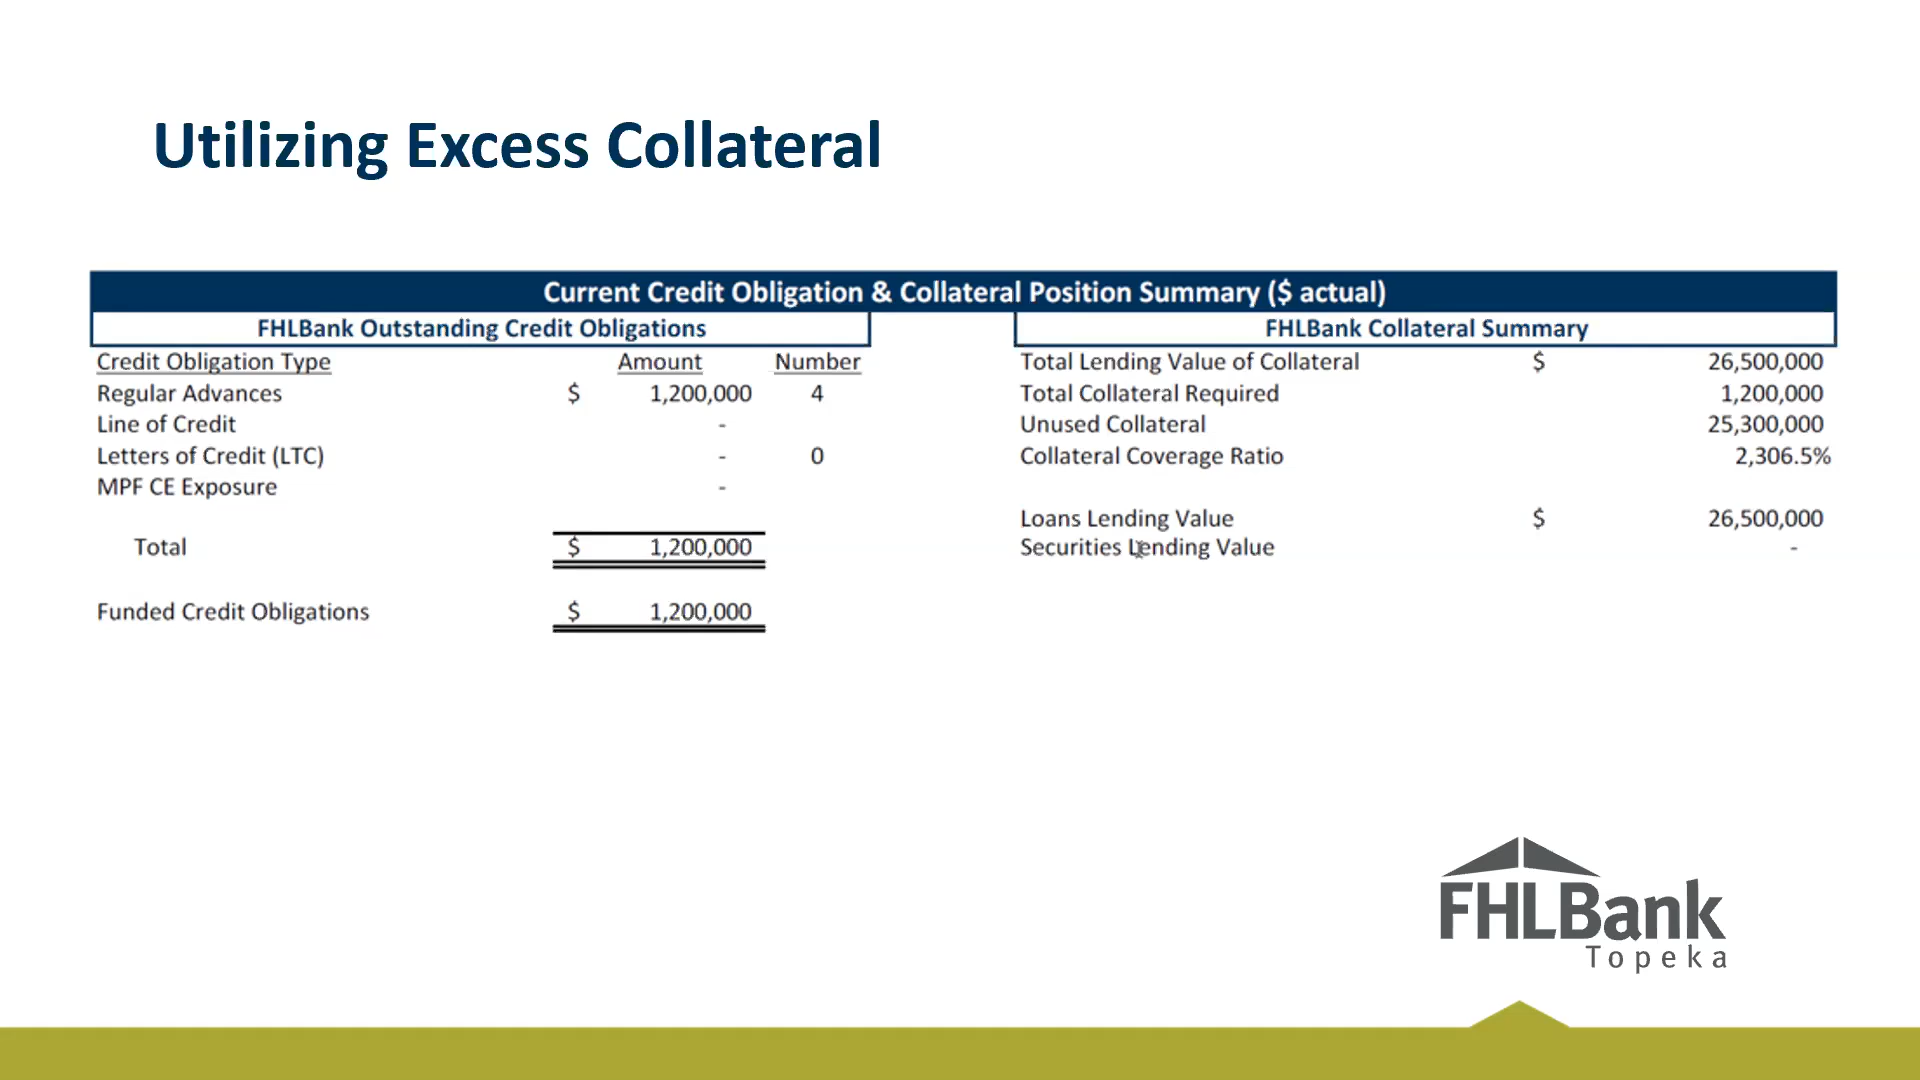 Utilizing Excess Collateral
Current Credit Obligation & Collateral Position Summary ($ actual)
FHLBank Outstanding Credit Obligations
Credit Obligation Type Amount Number
Regular Advances $ 1,200,000 4
Line of Credit -
Letters of Credit (LTC) - 0
MPF CE Exposure -
Total $ 1,200,000
Funded Credit Obligations $ 1,200,000
FHLBank Collateral Summary
Total Lending Value of Collateral $ 26,500,000
Total Collateral Required 1,200,000
Unused Collateral 25,300,000
Collateral Coverage Ratio 2,306.5%
Loans Lending Value $ 26,500,000
Securities Lending Value -
FHLBank
Topeka